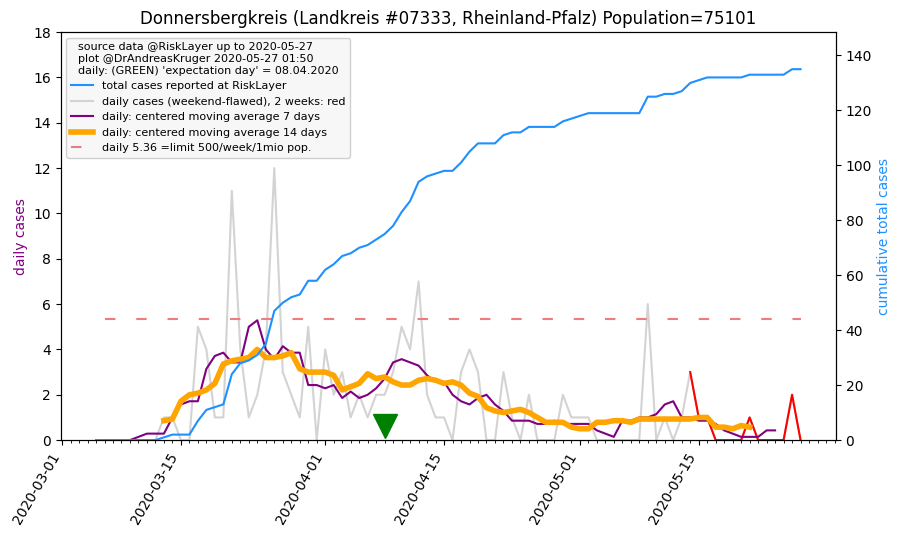 Donnersbergkreis (Landkreis #07333, Rheinland-Pfalz) Population=75101
source data @RiskLayer up to 2020-05-27
plot @DrAndreasKruger 2020-05-27 01:50
daily: (GREEN) 'expectation day' = 08.04.2020
total cases reported at RiskLayer
daily cases (weekend-flawed), 2 weeks: red
daily: centered moving average 7 days
daily: centered moving average 14 days
daily 5.36 =limit 500/week/1mio pop.
daily cases
18
16
14
12
10
8
6
4
2
0
cumulative total cases
140
120
100
80
60
40
20
0
2020-03-01
2020-03-15
2020-04-01
2020-04-15
2020-05-01
2020-05-15